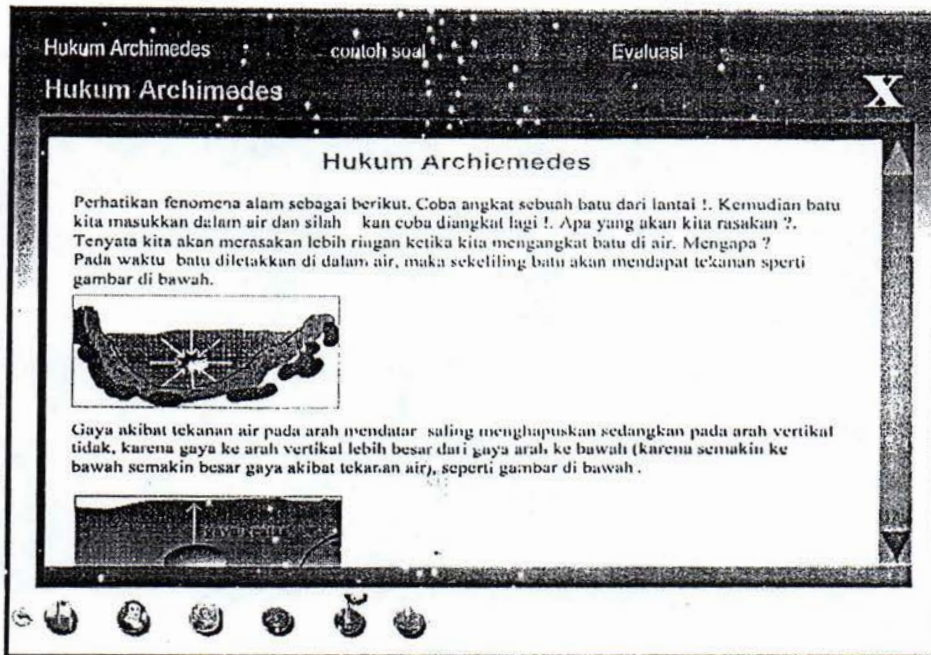 Hukum Archimedes contoh soal Evaluasi
Hukum Archimedes X
Hukum Archiemedes
Perhatikan fenomena alam sebagai berikut. Coba angkat sebuah batu dari lantai !. Kemudian batu
kita masukkan dalam air dan silah kan cuba diangkat lagi !. Apa yang akan kita rasakan ?.
Tenyata kita akan merasakan lebih ringan ketika kita mengangkat batu di air. Mengapa ?
Pada waktu batu diletakkan di dalam air, maka sekeliling batu akan mendapat tekanan sperti
gambar di bawah.
Gaya akibat tekanan air pada arah mendatar saling menghapuskan sedangkan pada arah vertikal
tidak, karena gaya ke arah vertikal lebih besar dari gaya arah ke bawah (karena semakin ke
bawah semakin besar gaya akibat tekanan air), seperti gambar di bawah .
gaya keatas